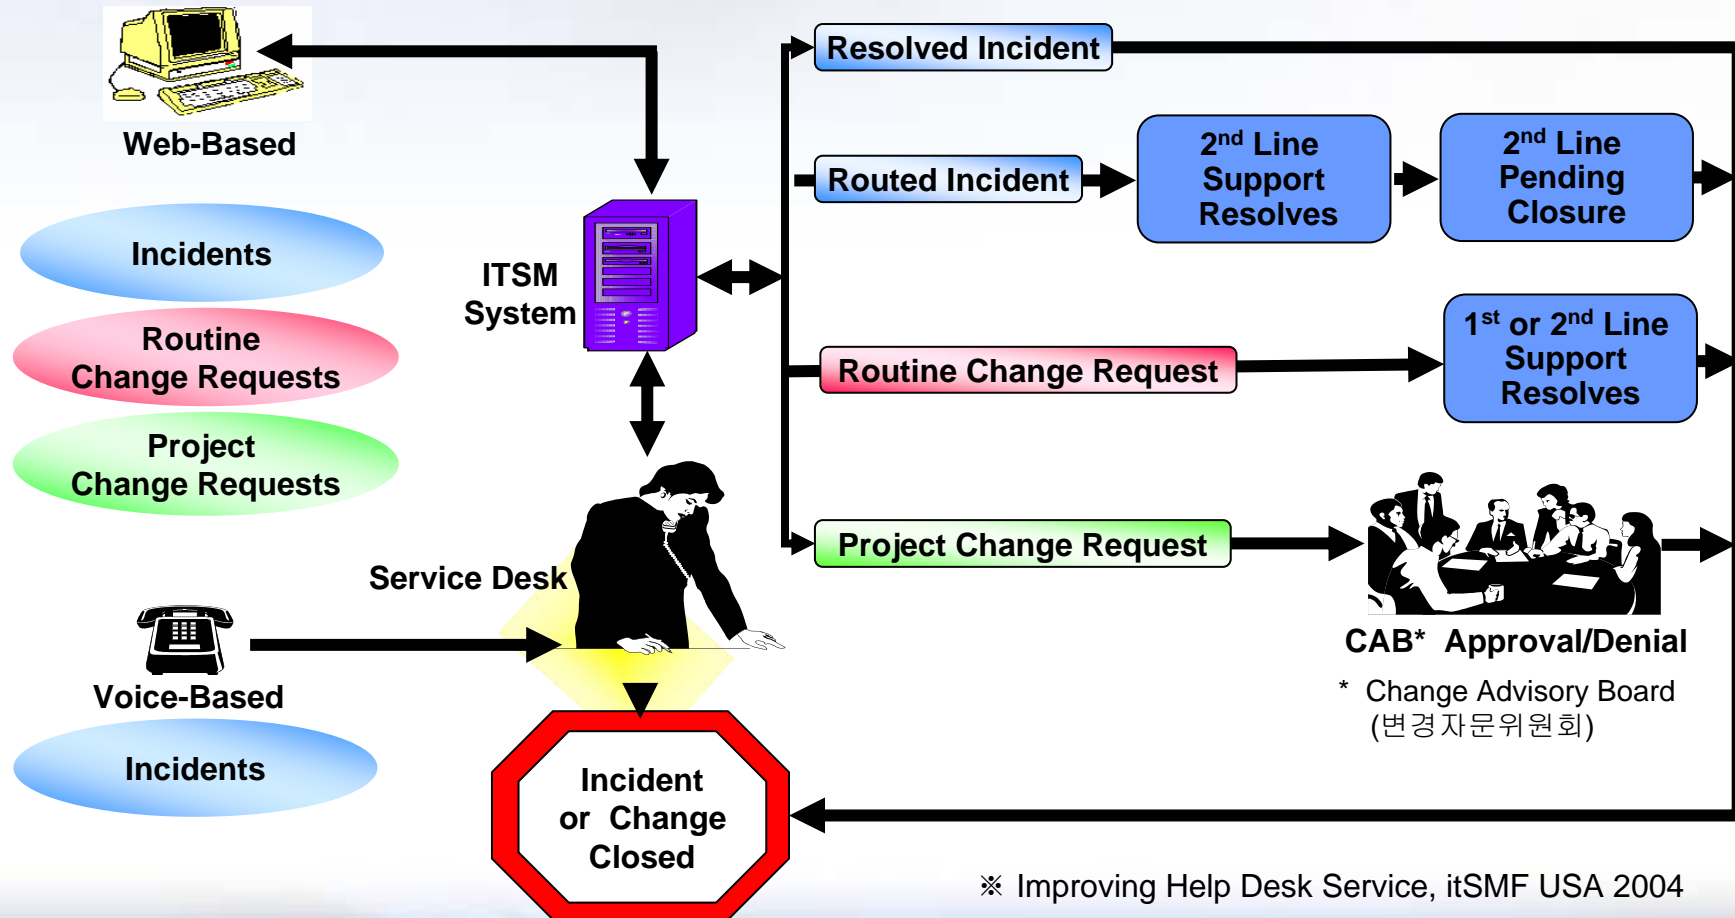 Web-Based
Incidents
Routine
Change Requests
Project
Change Requests
Voice-Based
Incidents
ITSM
System
Service Desk
Incident
or Change
Closed
Resolved Incident
Routed Incident
2nd Line
Support
Resolves
2nd Line
Pending
Closure
Routine Change Request
1st or 2nd Line
Support
Resolves
Project Change Request
CAB* Approval/Denial
* Change Advisory Board
(변경자문위원회)
※ Improving Help Desk Service, itSMF USA 2004